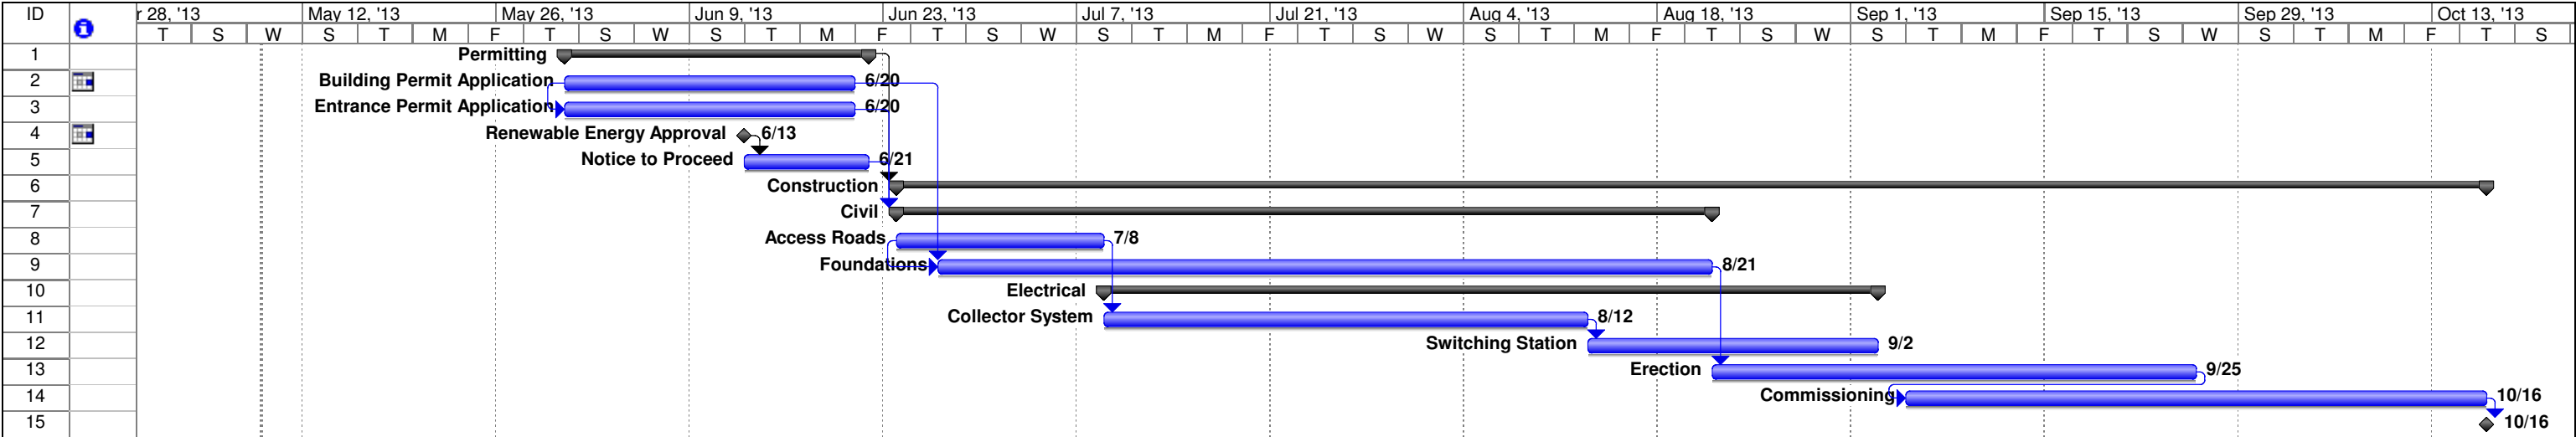 ID r 28, '13 May 12, '13 May 26, '13 Jun 9, '13 Jun 23, '13 Jul 7, '13 Jul 21, '13 Aug 4, '13 Aug 18, '13 Sep 1, '13 Sep 15, '13 Sep 29, '13 Oct 13, '13
T S W S T M F T S W S T M F T S W S T M F T S W S T M F T S W S T M F T S W S T M F T S
1 Permitting
2 Building Permit Application 6/20
3 Entrance Permit Application 6/20
4 Renewable Energy Approval 6/13
5 Notice to Proceed 6/21
6 Construction
7 Civil
8 Access Roads 7/8
9 Foundations 8/21
10 Electrical
11 Collector System 8/12
12 Switching Station 9/2
13 Erection 9/25
14 Commissioning 10/16
15 10/16